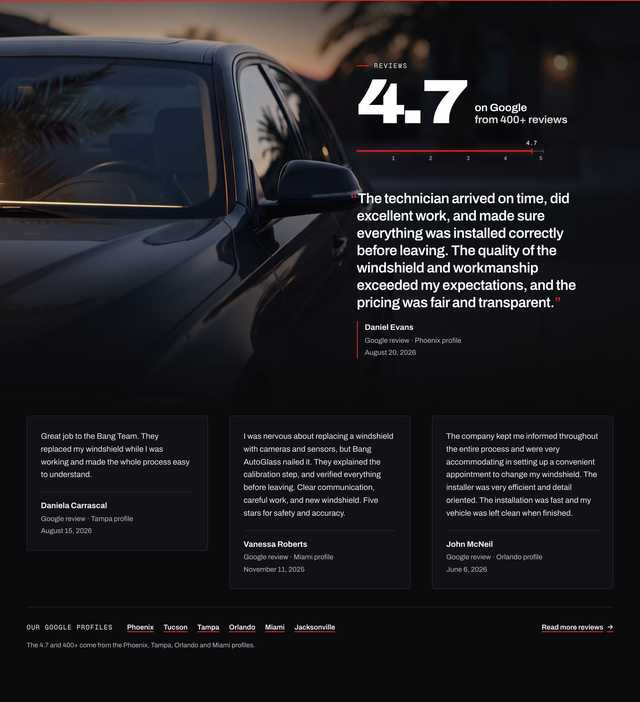 REVIEWS
4.7
on Google
from 400+ reviews
4.7
1 2 3 4 5
"The technician arrived on time, did
excellent work, and made sure
everything was installed correctly
before leaving. The quality of the
windshield and workmanship
exceeded my expectations, and the
pricing was fair and transparent."
Daniel Evans
Google review · Phoenix profile
August 20, 2026
Great job to the Bang Team. They
replaced my windshield while I was
working and made the whole process easy
to understand.
Daniela Carrascal
Google review · Tampa profile
August 15, 2026
I was nervous about replacing a windshield
with cameras and sensors, but Bang
AutoGlass nailed it. They explained the
calibration step, and verified everything
before leaving. Clear communication,
careful work, and new windshield. Five
stars for safety and accuracy.
Vanessa Roberts
Google review · Miami profile
November 11, 2025
The company kept me informed throughout
the entire process and were very
accommodating in setting up a convenient
appointment to change my windshield. The
installer was very efficient and detail
oriented. The installation was fast and my
vehicle was left clean when finished.
John McNeil
Google review · Orlando profile
June 6, 2026
OUR GOOGLE PROFILES Phoenix Tucson Tampa Orlando Miami Jacksonville
Read more reviews →
The 4.7 and 400+ come from the Phoenix, Tampa, Orlando and Miami profiles.